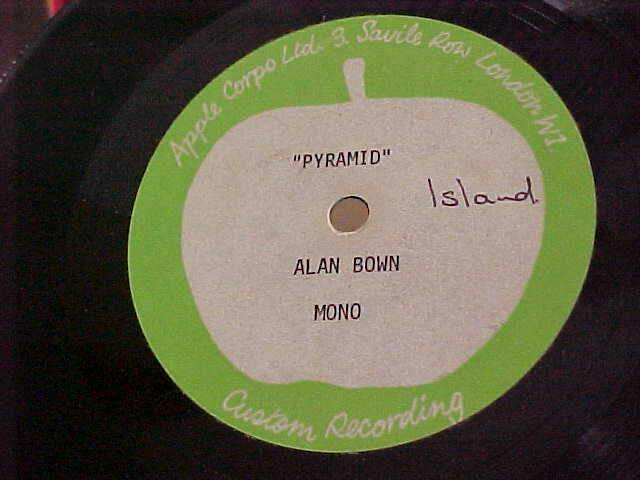 Apple Corps Ltd. 3. Savile Row London W1.
"PYRAMID"
Island
ALAN BOWN
MONO
Custom Recording